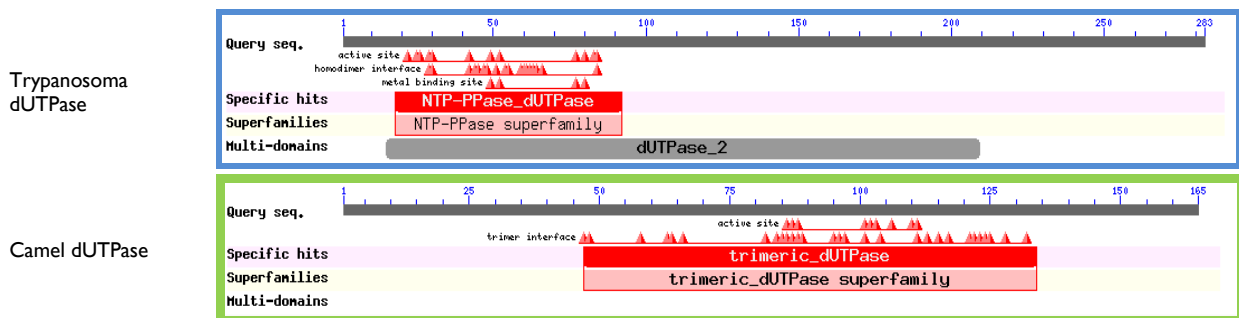 Trypanosoma
dUTPase
1 50 100 150 200 250 283
Query seq.
active site
homodimer interface
metal binding site
Specific hits NTP-PPase_dUTPase
Superfamilies NTP-PPase superfamily
Multi-domains dUTPase_2
Camel dUTPase
1 25 50 75 100 125 150 165
Query seq.
active site
trimer interface
Specific hits trimeric_dUTPase
Superfamilies trimeric_dUTPase superfamily
Multi-domains